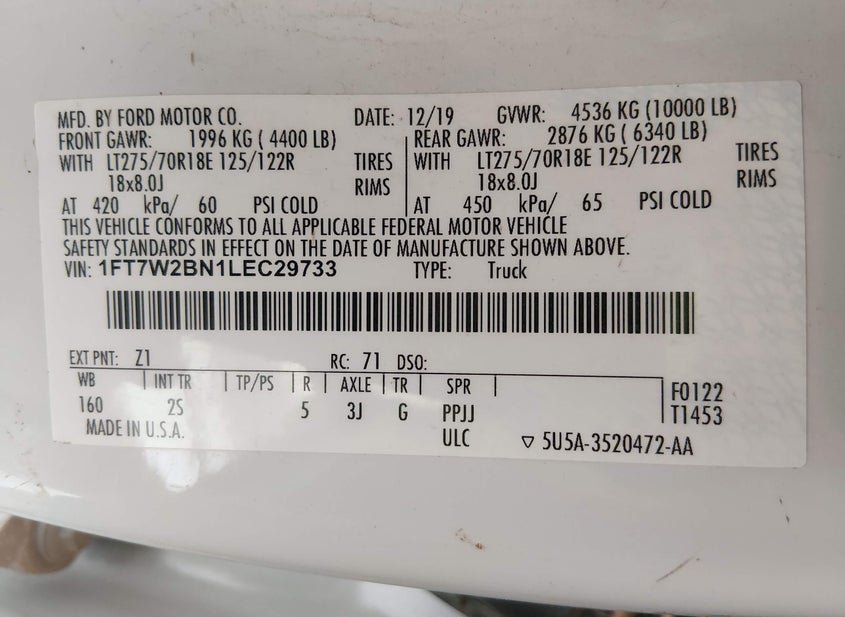 MFD. BY FORD MOTOR CO. DATE: 12/19 GVWR: 4536 KG (10000 LB)
FRONT GAWR: 1996 KG ( 4400 LB) REAR GAWR: 2876 KG ( 6340 LB)
WITH LT275/70R18E 125/122R TIRES WITH LT275/70R18E 125/122R TIRES
18x8.0J RIMS 18x8.0J RIMS
AT 420 kPa/ 60 PSI COLD AT 450 kPa/ 65 PSI COLD
THIS VEHICLE CONFORMS TO ALL APPLICABLE FEDERAL MOTOR VEHICLE
SAFETY STANDARDS IN EFFECT ON THE DATE OF MANUFACTURE SHOWN ABOVE.
VIN: 1FT7W2BN1LEC29733 TYPE: Truck
EXT PNT: Z1 RC: 71 DSO:
WB INT TR TP/PS R AXLE TR SPR F0122
160 2S 5 3J G PPJJ T1453
MADE IN U.S.A. ULC 5U5A-3520472-AA